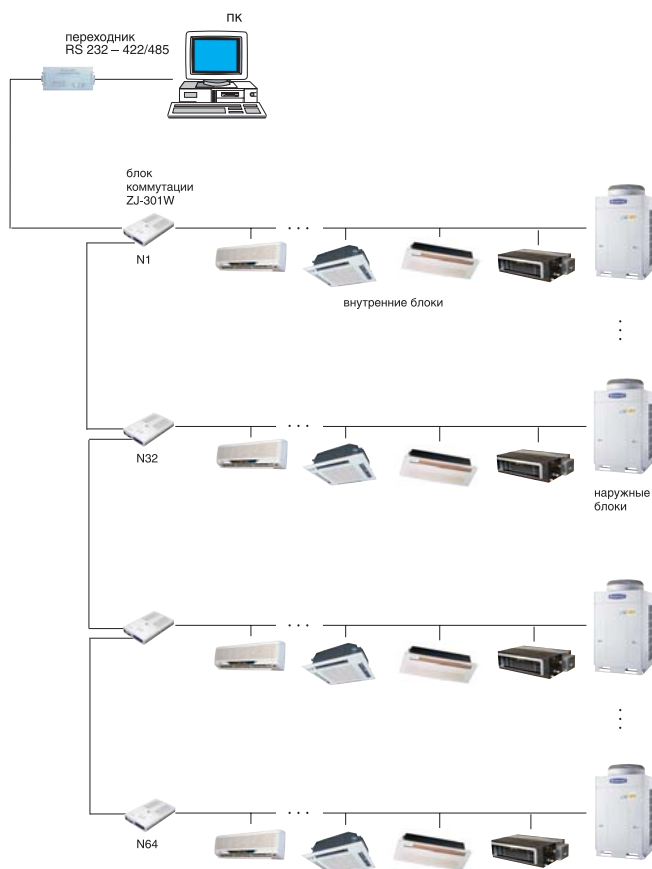 ПК
переходник
RS 232 – 422/485
блок
коммутации
ZJ-301W
N1
внутренние блоки
N32
наружные
блоки
N64